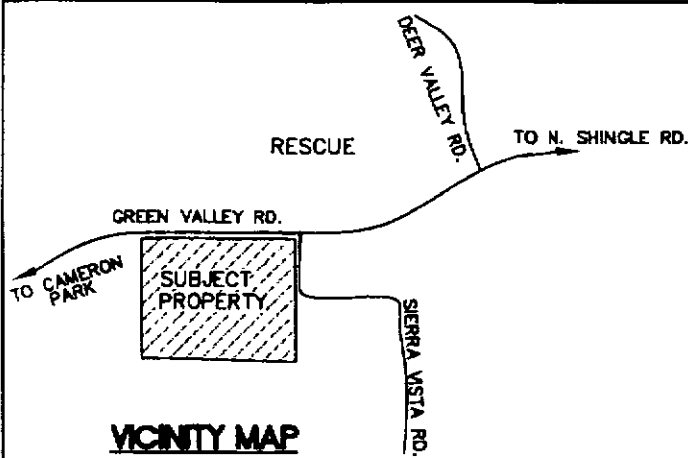 DEER VALLEY RD.
RESCUE
TO N. SHINGLE RD.
GREEN VALLEY RD.
TO CAMERON
PARK
SUBJECT
PROPERTY
SIERRA VISTA RD.
VICINITY MAP